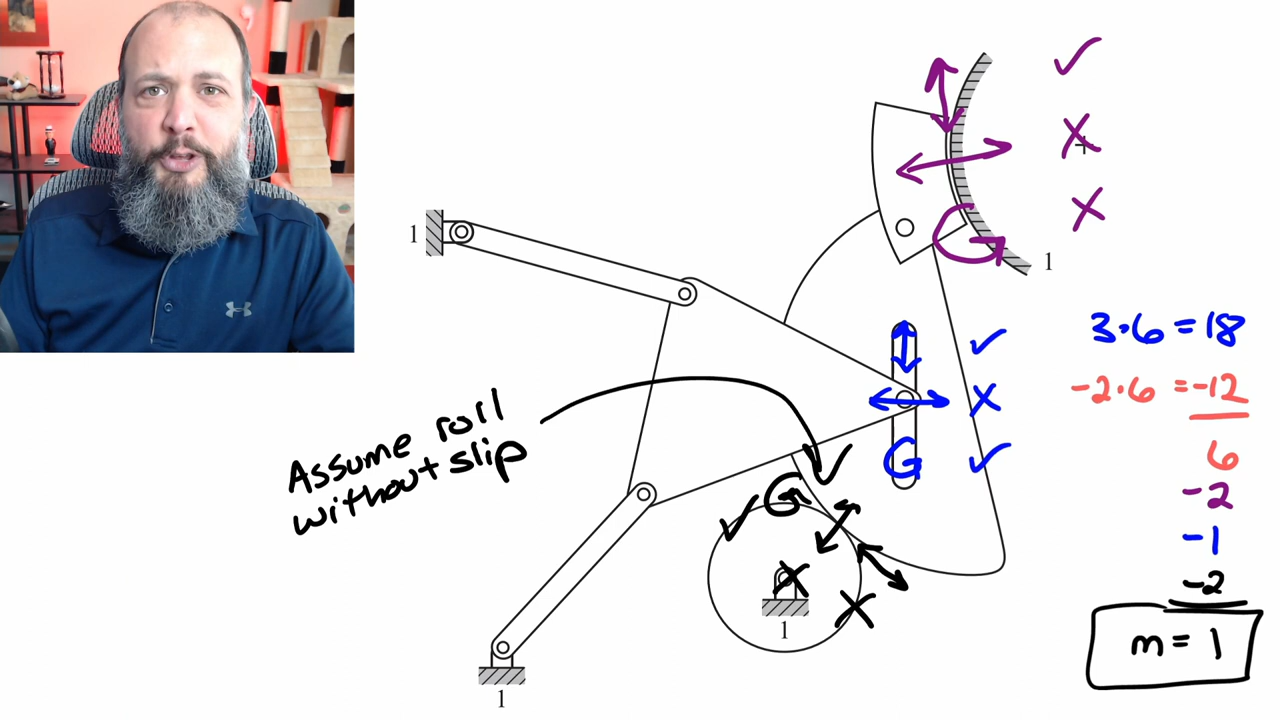 1
1
3·6=18
-2·6 =-12
6
-2
-1
-2
m = 1
Assume roll
without slip
G
G
1
1